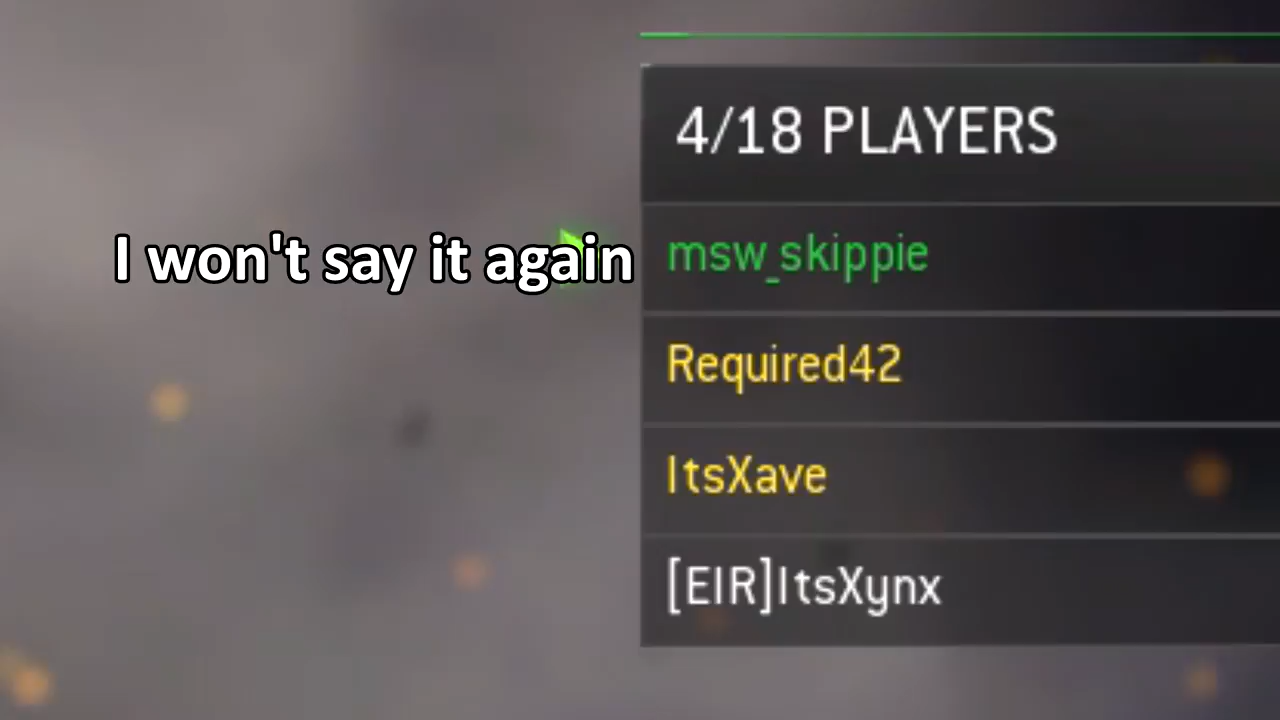 4/18 PLAYERS
I won't say it again
msw_skippie
Required42
ItsXave
[EIR]ItsXynx